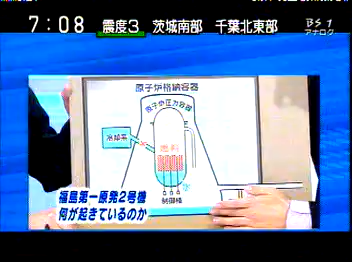 7:08 震度3 茨城南部 千葉北東部
BS1
アナログ
原子炉格納容器
原子炉圧力容器
冷却系
燃料
制御棒
福島第一原発2号機
何が起きているのか